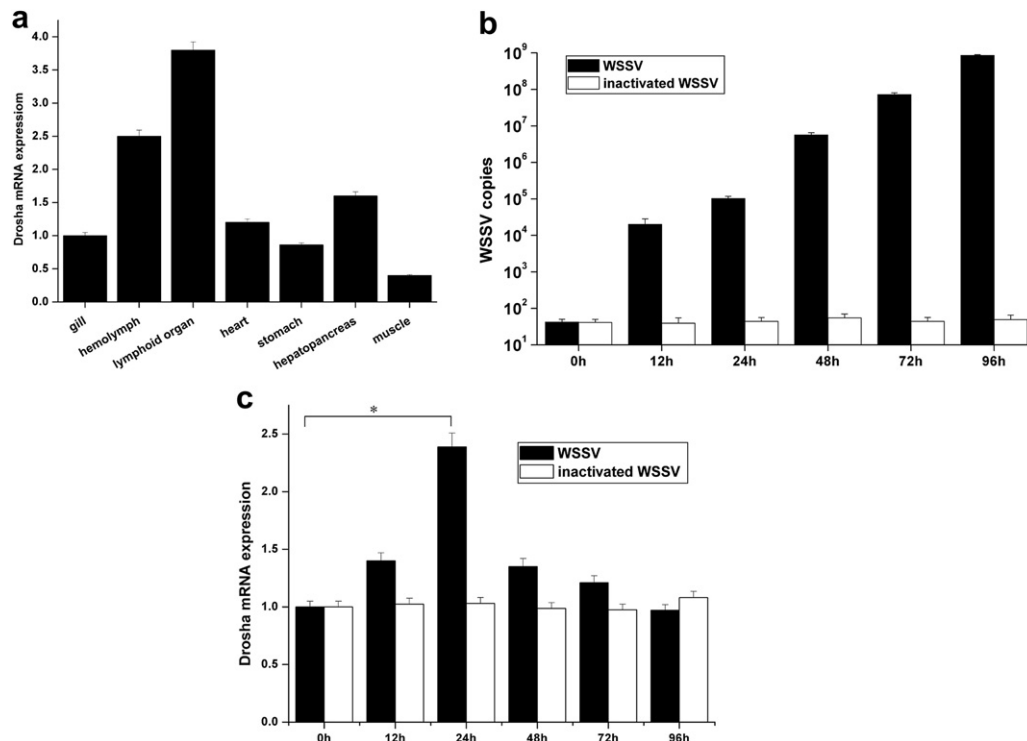 a
Drosha mRNA expression
4.0
3.5
3.0
2.5
2.0
1.5
1.0
0.5
0.0
gill
hemolymph
lymphoid organ
heart
stomach
hepatopancreas
muscle
b
WSSV copies
WSSV
inactivated WSSV
10⁹
10⁸
10⁷
10⁶
10⁵
10⁴
10³
10²
10¹
0h 12h 24h 48h 72h 96h
c
Drosha mRNA expression
*
WSSV
inactivated WSSV
2.5
2.0
1.5
1.0
0.5
0.0
0h 12h 24h 48h 72h 96h